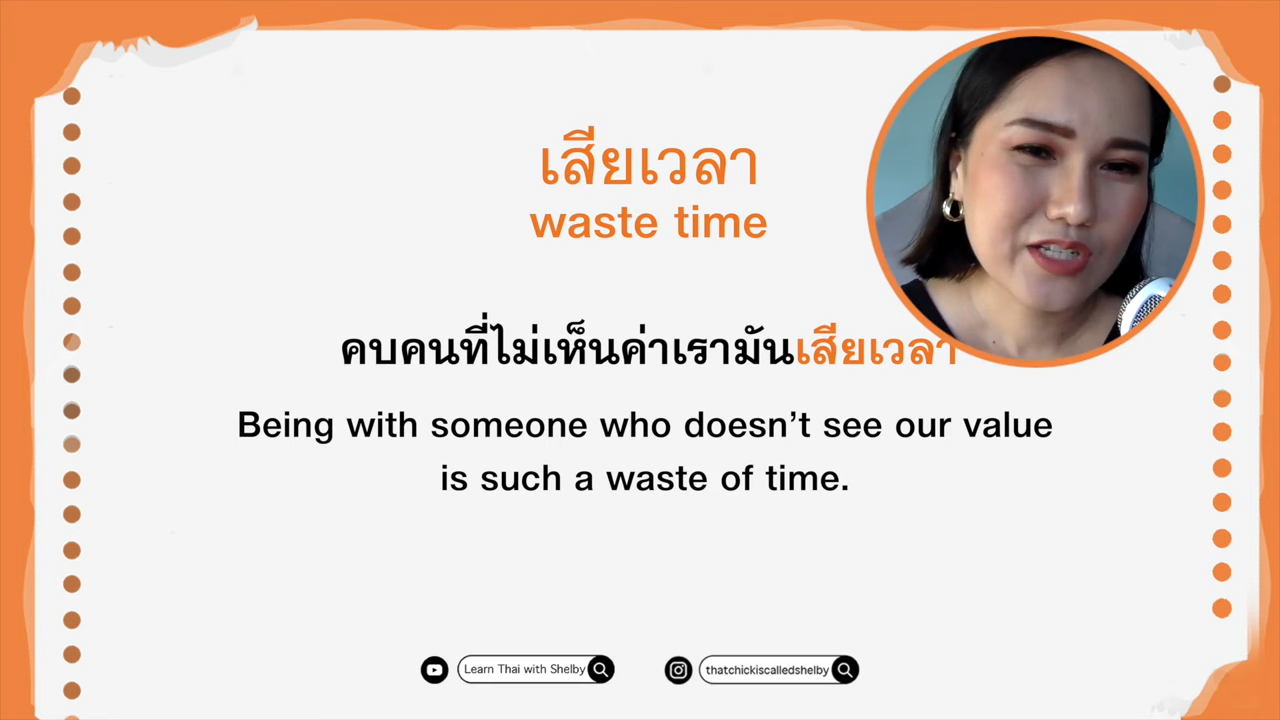 เสียเวลา
waste time
คบคนที่ไม่เห็นค่าเรามันเสียเวลา
Being with someone who doesn’t see our value
is such a waste of time.
Learn Thai with Shelby
thatchickiscalledshelby